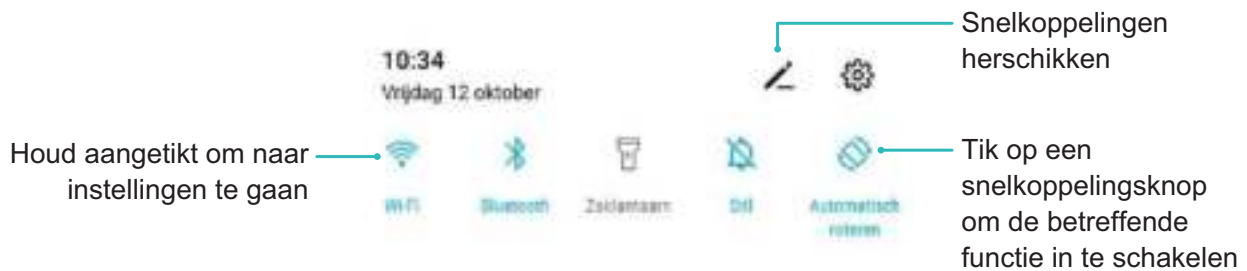 Snelkoppelingen
herschikken
10:34
Vrijdag 12 oktober
Houd aangetikt om naar
instellingen te gaan
Wi-Fi
Bluetooth
Zaklantaarn
Stil
Automatisch
roteren
Tik op een
snelkoppelingsknop
om de betreffende
functie in te schakelen